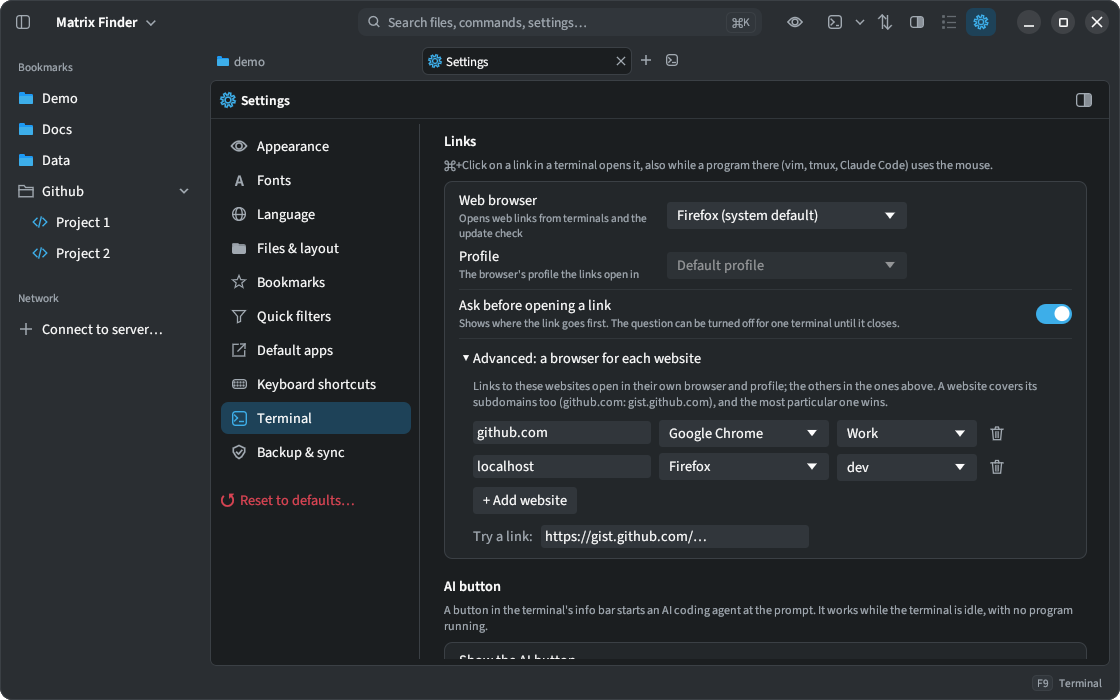 Matrix Finder
Search files, commands, settings…
⌘K
Bookmarks
Demo
Docs
Data
Github
Project 1
Project 2
Network
Connect to server…
demo
Settings
Settings
Appearance
Fonts
Language
Files & layout
Bookmarks
Quick filters
Default apps
Keyboard shortcuts
Terminal
Backup & sync
Reset to defaults…
Links
⌘+Click on a link in a terminal opens it, also while a program there (vim, tmux, Claude Code) uses the mouse.
Web browser
Opens web links from terminals and the
update check
Firefox (system default)
Profile
The browser's profile the links open in
Default profile
Ask before opening a link
Shows where the link goes first. The question can be turned off for one terminal until it closes.
Advanced: a browser for each website
Links to these websites open in their own browser and profile; the others in the ones above. A website covers its
subdomains too (github.com: gist.github.com), and the most particular one wins.
github.com Google Chrome Work
localhost Firefox dev
+ Add website
Try a link: https://gist.github.com/…
AI button
A button in the terminal's info bar starts an AI coding agent at the prompt. It works while the terminal is idle, with no program
running.
Show the AI button
F9 Terminal